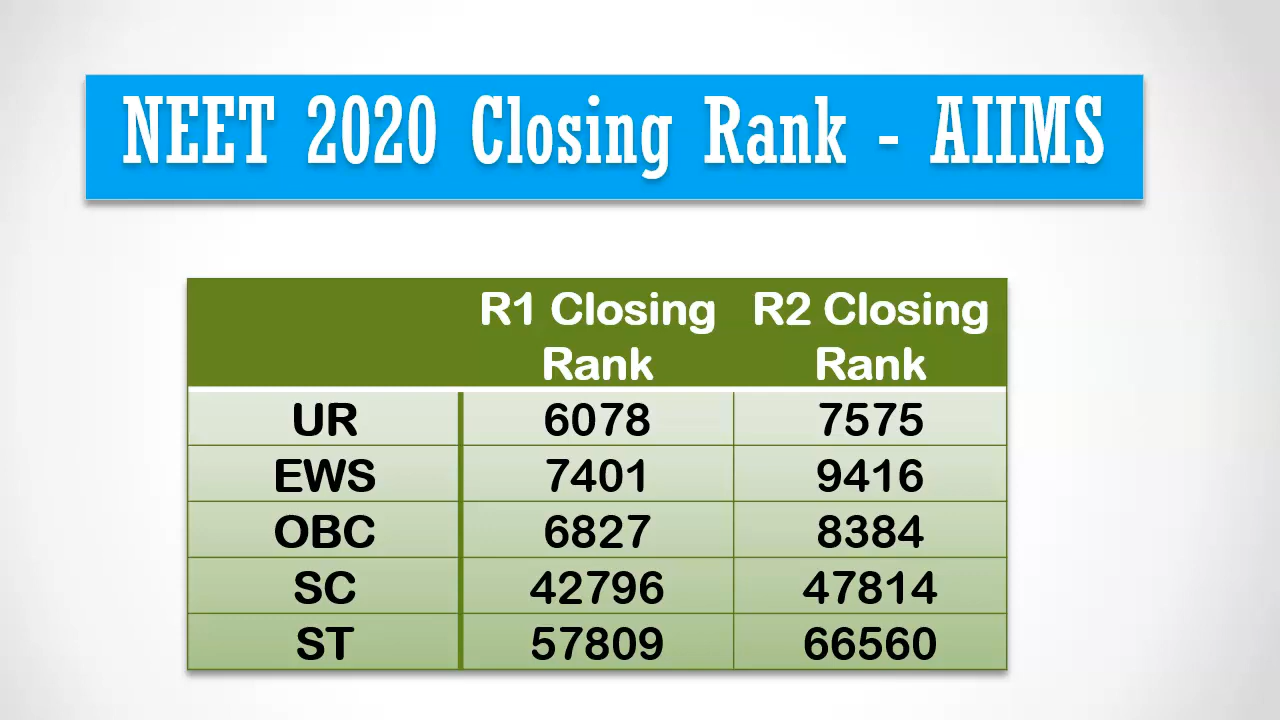 NEET 2020 Closing Rank - AIIMS
R1 Closing Rank R2 Closing Rank
UR 6078 7575
EWS 7401 9416
OBC 6827 8384
SC 42796 47814
ST 57809 66560